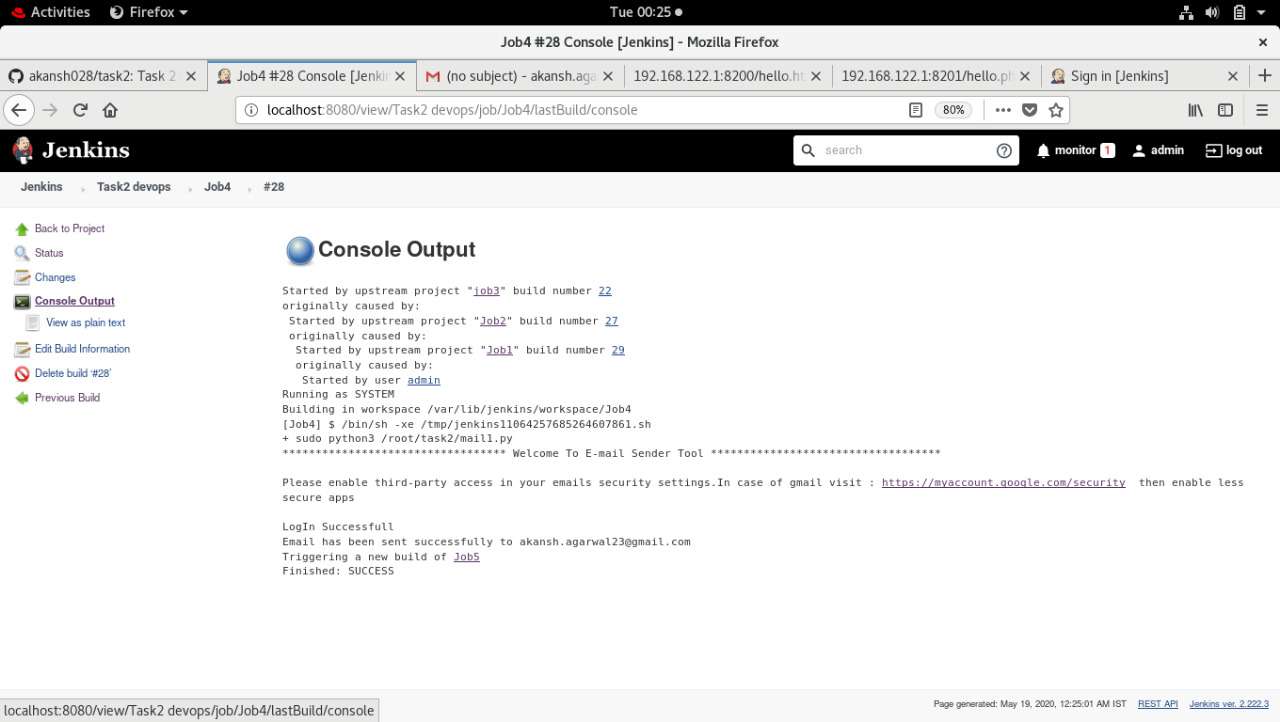 Activities Firefox Tue 00:25
Job4 #28 Console [Jenkins] - Mozilla Firefox
akansh028/task2: Task 2 Job4 #28 Console [Jenki (no subject) - akansh.aga 192.168.122.1:8200/hello.ht 192.168.122.1:8201/hello.ph Sign in [Jenkins]
localhost:8080/view/Task2 devops/job/Job4/lastBuild/console 80%
Jenkins search monitor 1 admin log out
Jenkins Task2 devops Job4 #28
Back to Project
Status
Changes
Console Output
View as plain text
Edit Build Information
Delete build ‘#28’
Previous Build
Console Output
Started by upstream project "job3" build number 22
originally caused by:
Started by upstream project "Job2" build number 27
originally caused by:
Started by upstream project "Job1" build number 29
originally caused by:
Started by user admin
Running as SYSTEM
Building in workspace /var/lib/jenkins/workspace/Job4
[Job4] $ /bin/sh -xe /tmp/jenkins11064257685264607861.sh
+ sudo python3 /root/task2/mail1.py
********************************** Welcome To E-mail Sender Tool ***********************************
Please enable third-party access in your emails security settings.In case of gmail visit : https://myaccount.google.com/security then enable less
secure apps
LogIn Successfull
Email has been sent successfully to akansh.agarwal23@gmail.com
Triggering a new build of Job5
Finished: SUCCESS
localhost:8080/view/Task2 devops/job/Job4/lastBuild/console
Page generated: May 19, 2020, 12:25:01 AM IST REST API Jenkins ver. 2.222.3